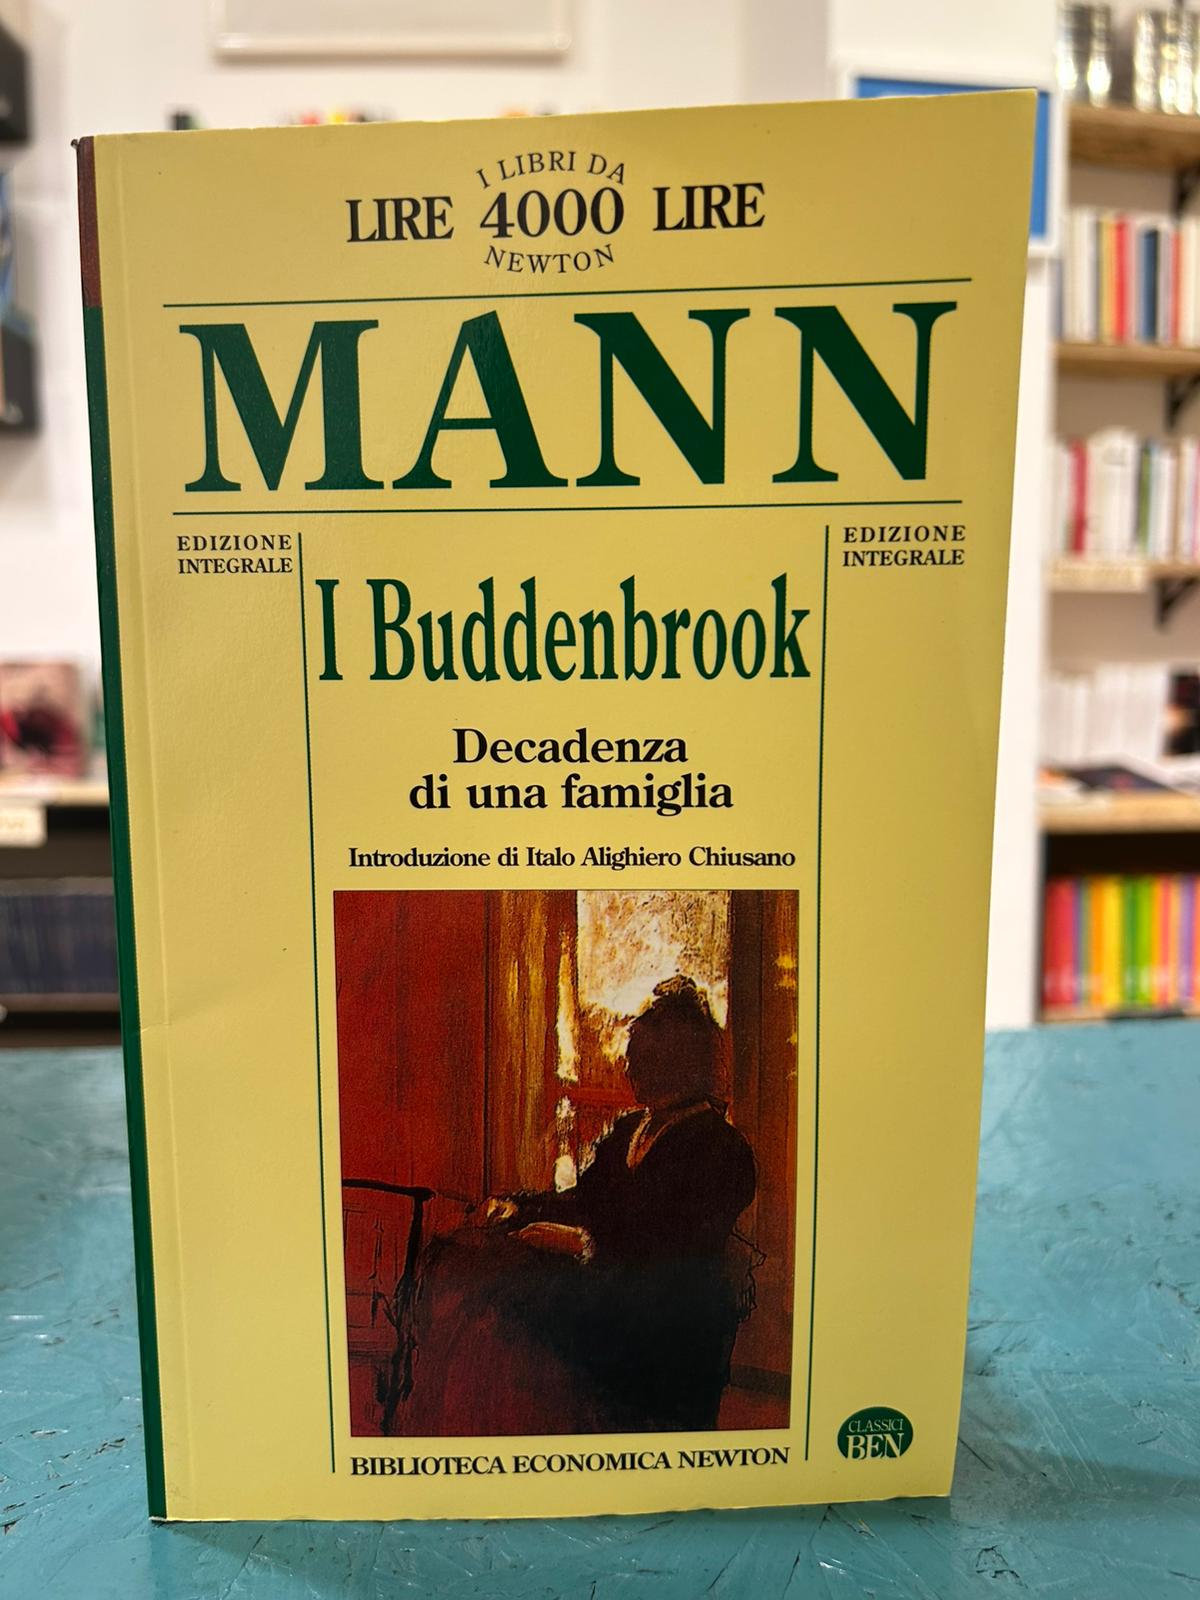 I LIBRI DA
LIRE 4000 LIRE
NEWTON
MANN
EDIZIONE
INTEGRALE
EDIZIONE
INTEGRALE
I Buddenbrook
Decadenza
di una famiglia
Introduzione di Italo Alighiero Chiusano
CLASSICI
BEN
BIBLIOTECA ECONOMICA NEWTON